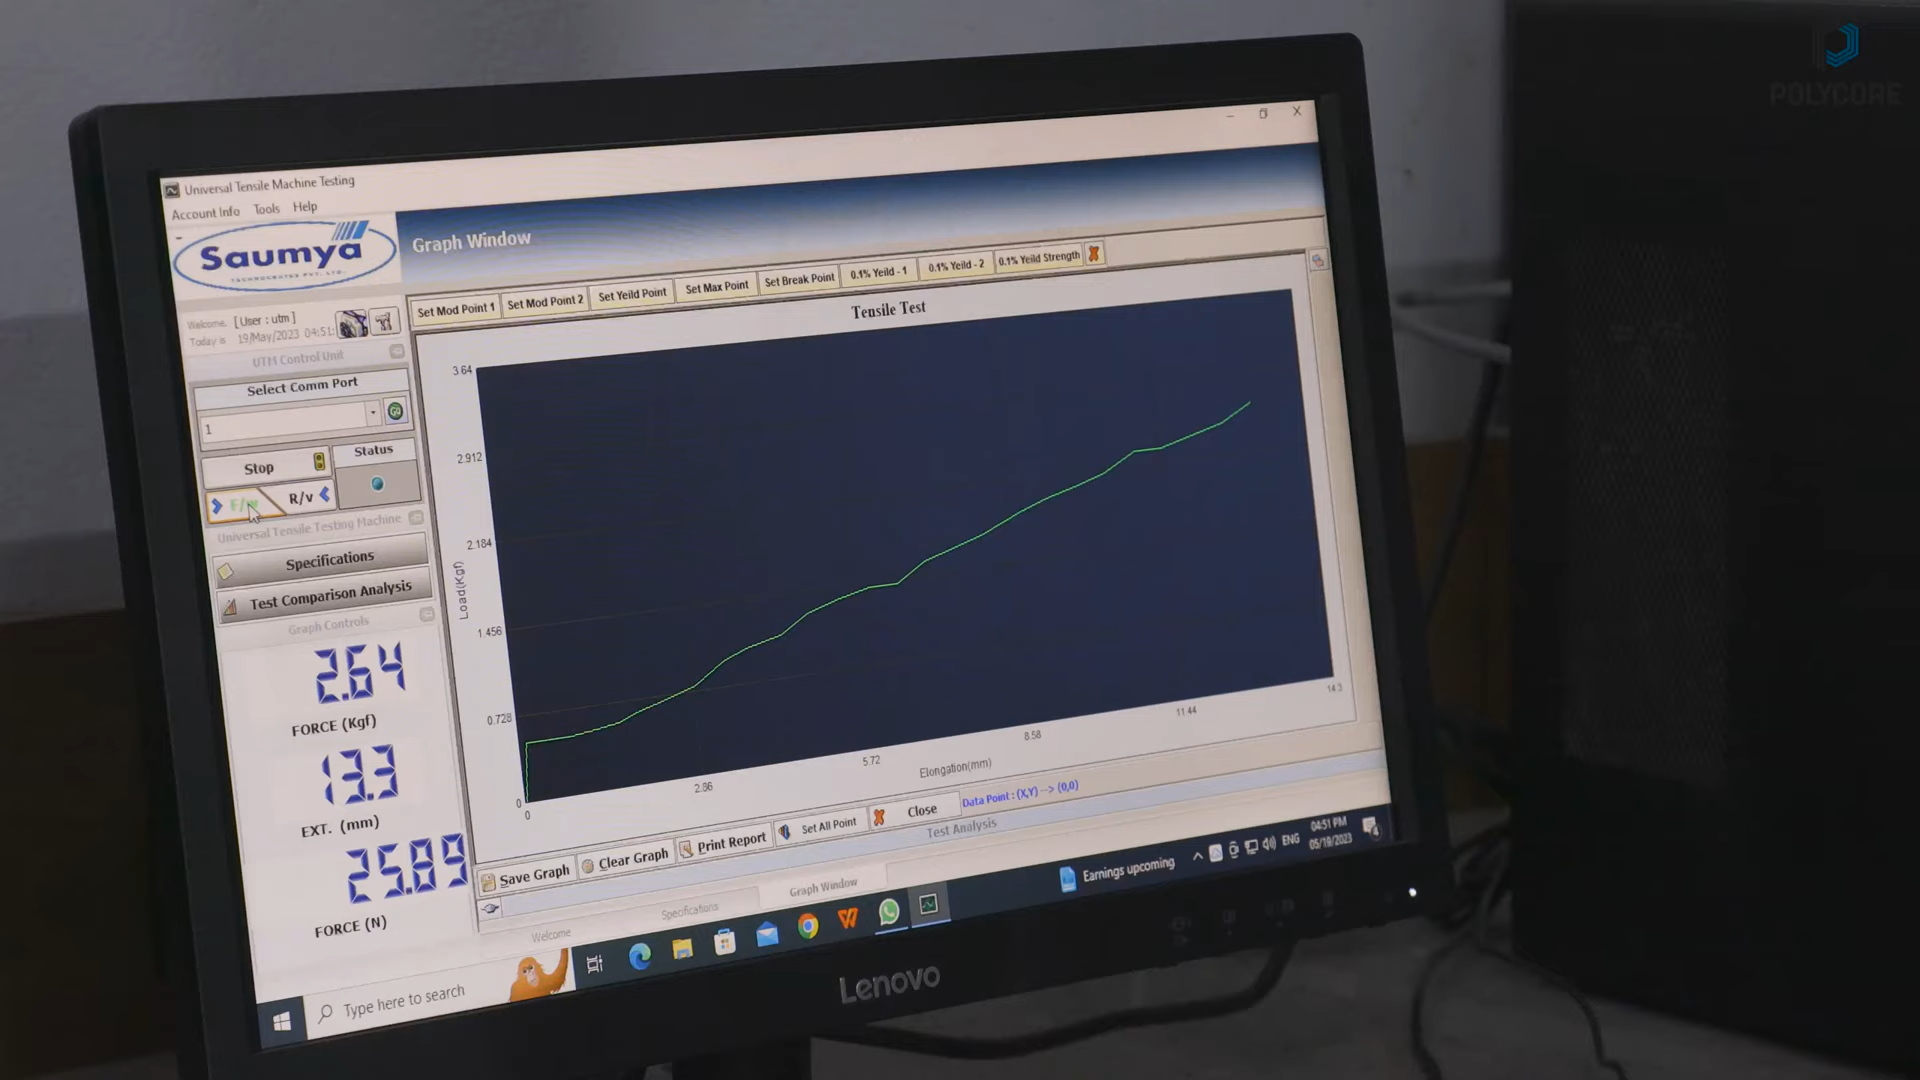 POLYCORE
Universal Tensile Machine Testing
Account Info Tools Help
Saumya
TECHNOCRATES PVT. LTD.
Graph Window
Set Mod Point 1
Set Mod Point 2
Set Yeild Point
Set Max Point
Set Break Point
0.1% Yeild - 1
0.1% Yeild - 2
0.1% Yeild Strength
Welcome, [ User : utm ]
Today is 19/May/2023 04:51:
UTM Control Unit
Select Comm Port
1
GO
Stop
Status
F/w
R/v
Universal Tensile Testing Machine
Specifications
Test Comparison Analysis
Graph Controls
2.64
FORCE (Kgf)
13.3
EXT. (mm)
25.89
FORCE (N)
Tensile Test
3.64
2.912
2.184
1.456
0.728
0
Load(Kgf)
0
2.86
5.72
8.58
11.44
14.3
Elongation(mm)
Data Point : (X,Y) --> (0,0)
Save Graph
Clear Graph
Print Report
Set All Point
Close
Test Analysis
Welcome
Specifications
Graph Window
Type here to search
Earnings upcoming
ENG
04:51 PM
05/19/2023
4
Lenovo